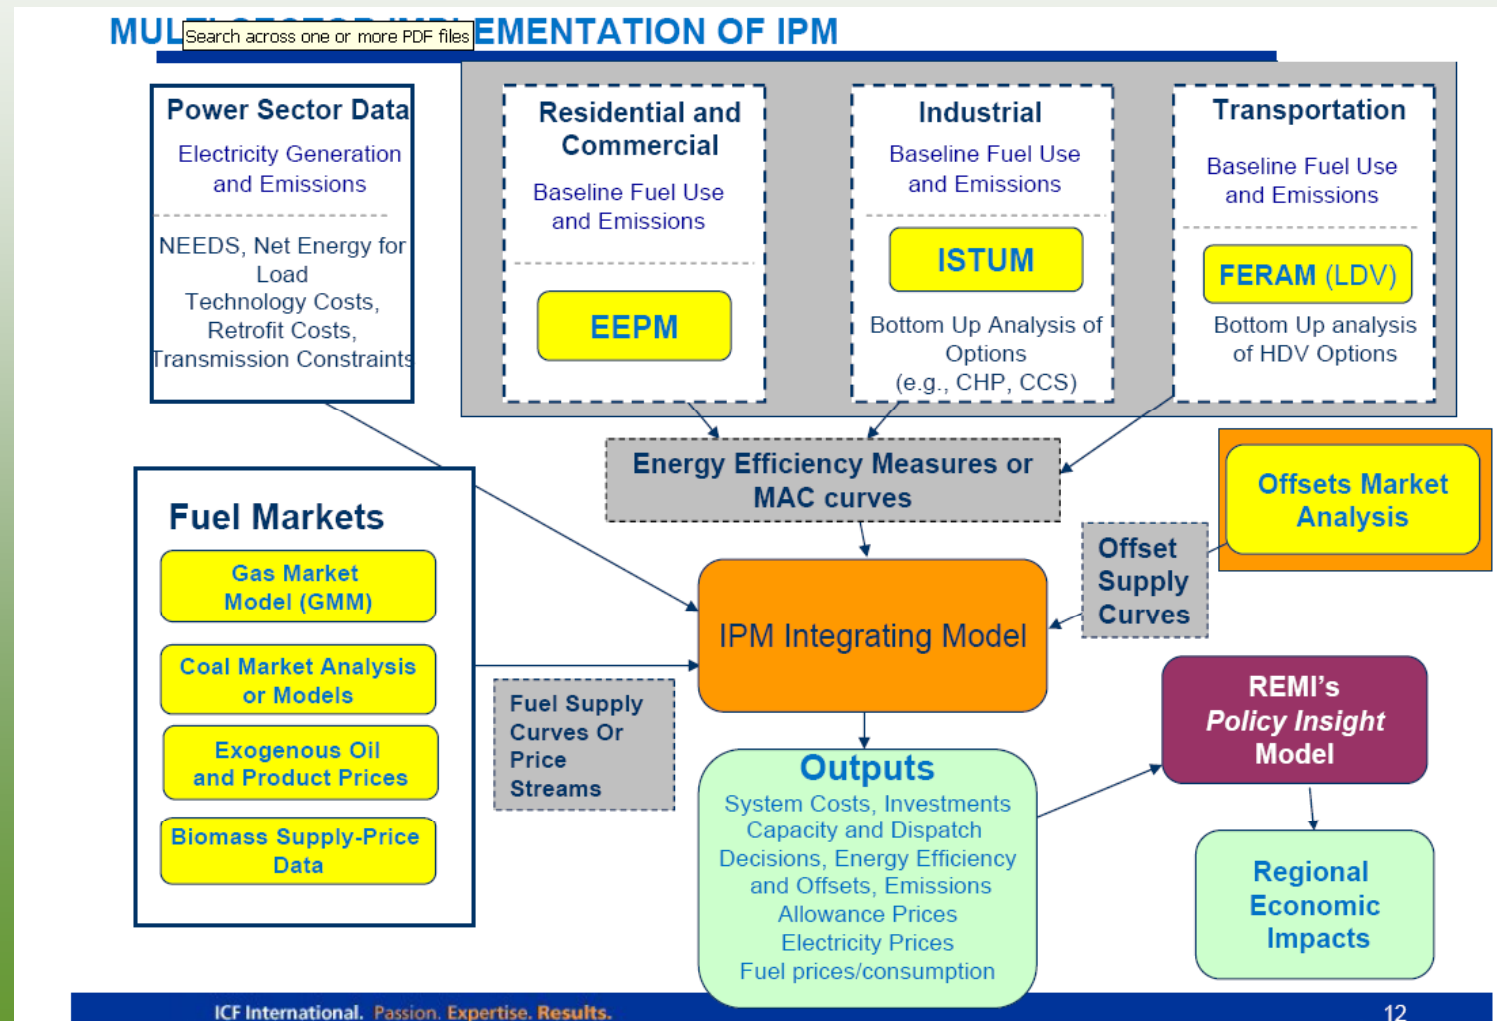 MUL EMENTATION OF IPM
Search across one or more PDF files
Power Sector Data
Electricity Generation
and Emissions
NEEDS, Net Energy for
Load
Technology Costs,
Retrofit Costs,
Transmission Constraints
Residential and
Commercial
Baseline Fuel Use
and Emissions
EEPM
Industrial
Baseline Fuel Use
and Emissions
ISTUM
Bottom Up Analysis of
Options
(e.g., CHP, CCS)
Transportation
Baseline Fuel Use
and Emissions
FERAM (LDV)
Bottom Up analysis
of HDV Options
Energy Efficiency Measures or
MAC curves
Offsets Market
Analysis
Offset
Supply
Curves
Fuel Markets
Gas Market
Model (GMM)
Coal Market Analysis
or Models
Exogenous Oil
and Product Prices
Biomass Supply-Price
Data
Fuel Supply
Curves Or
Price
Streams
IPM Integrating Model
Outputs
System Costs, Investments
Capacity and Dispatch
Decisions, Energy Efficiency
and Offsets, Emissions
Allowance Prices
Electricity Prices
Fuel prices/consumption
REMI's
Policy Insight
Model
Regional
Economic
Impacts
ICF International. Passion. Expertise. Results.
12